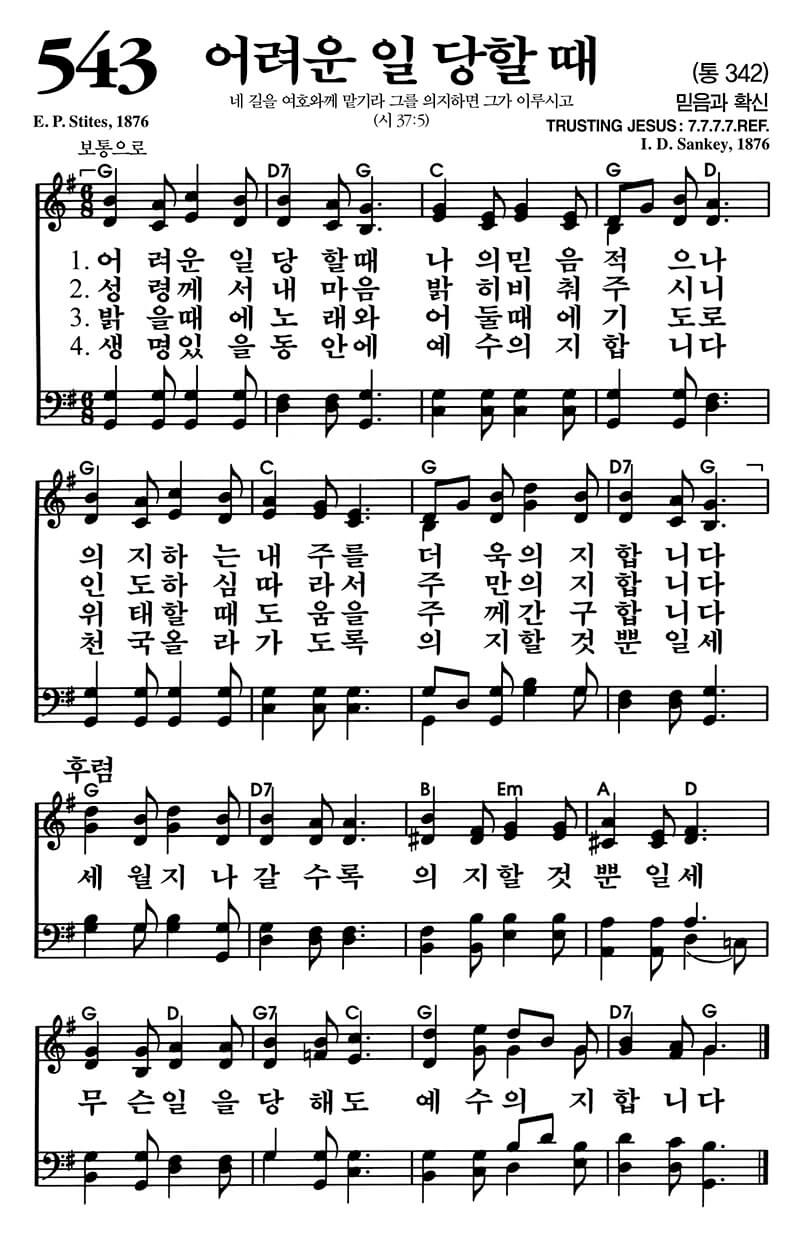 543 어려운 일 당할 때 (통 342)
네 길을 여호와께 맡기라 그를 의지하면 그가 이루시고 믿음과 확신
E. P. Stites, 1876 (시 37:5) TRUSTING JESUS : 7.7.7.7.REF.
보통으로 I. D. Sankey, 1876
G D7 G C G D
1. 어 려운 일 당 할때 나 의믿 음 적 으나
2. 성 령께 서 내 마음 밝 히비 춰 주 시니
3. 밝 을때 에 노 래와 어 둘때 에 기 도로
4. 생 명있 을 동 안에 예 수의 지 합 니다
G C G D7 G
의 지하 는 내 주를 더 욱의 지 합 니다
인 도하 심 따 라서 주 만의 지 합 니다
위 태할 때 도 움을 주 께간 구 합 니다
천 국올 라 가 도록 의 지할 것 뿐 일세
후렴
G D7 B Em A D
세 월지 나 갈 수록 의 지할 것 뿐 일세
G D G7 C G D7 G
무 슨일 을 당 해도 예 수의 지 합 니다